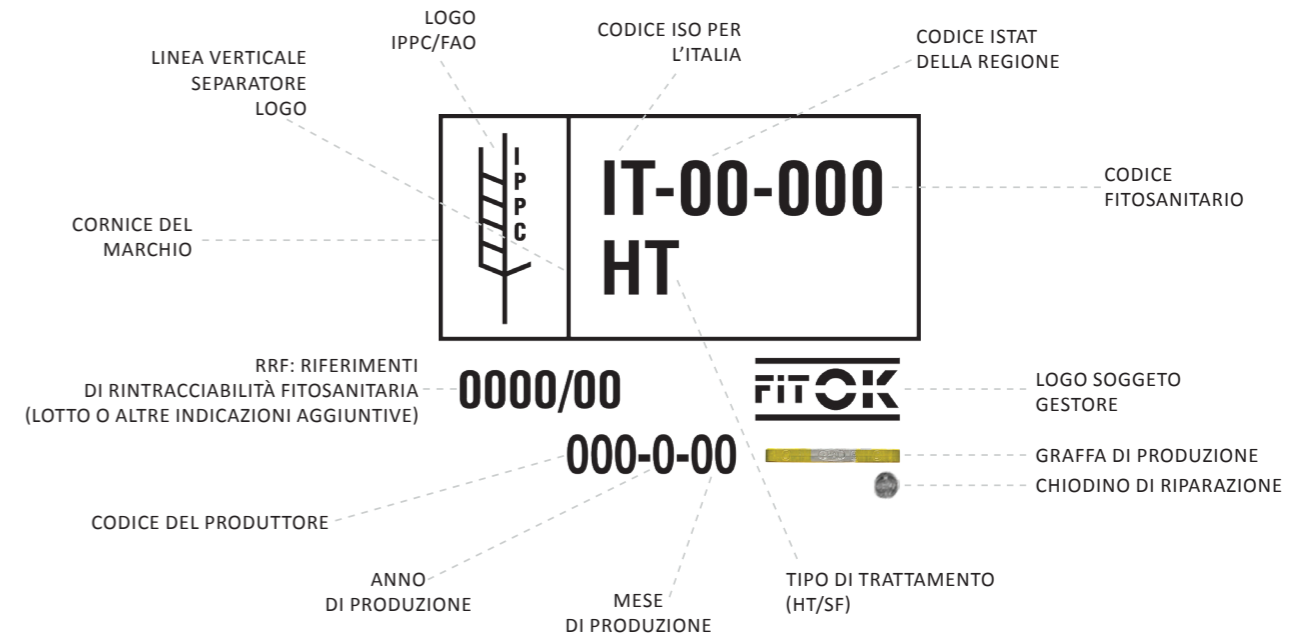 LOGO
IPPC/FAO
CODICE ISO PER
L'ITALIA
CODICE ISTAT
DELLA REGIONE
LINEA VERTICALE
SEPARATORE
LOGO
CORNICE DEL
MARCHIO
I
P
P
C
IT-00-000
HT
CODICE
FITOSANITARIO
RRF: RIFERIMENTI
DI RINTRACCIABILITÀ FITOSANITARIA
(LOTTO O ALTRE INDICAZIONI AGGIUNTIVE)
0000/00
FiTOK
LOGO SOGGETO
GESTORE
000-0-00
GRAFFA DI PRODUZIONE
CHIODINO DI RIPARAZIONE
CODICE DEL PRODUTTORE
ANNO
DI PRODUZIONE
MESE
DI PRODUZIONE
TIPO DI TRATTAMENTO
(HT/SF)